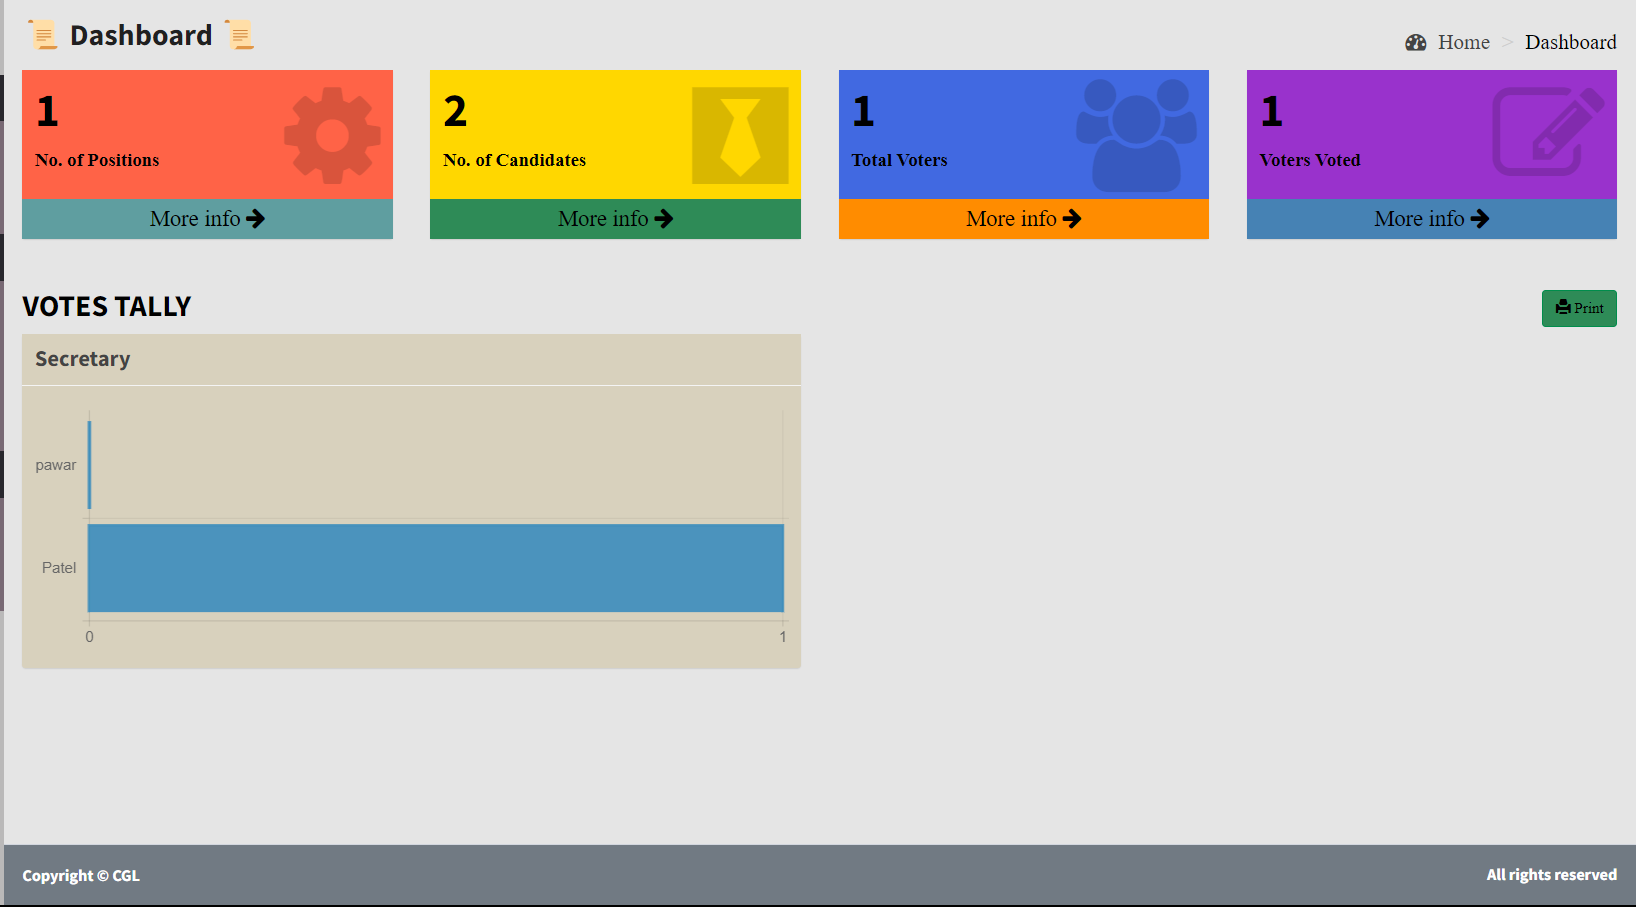 Dashboard
Home > Dashboard
1
No. of Positions
More info
2
No. of Candidates
More info
1
Total Voters
More info
1
Voters Voted
More info
VOTES TALLY
Print
Secretary
pawar
Patel
0 1
Copyright © CGL
All rights reserved